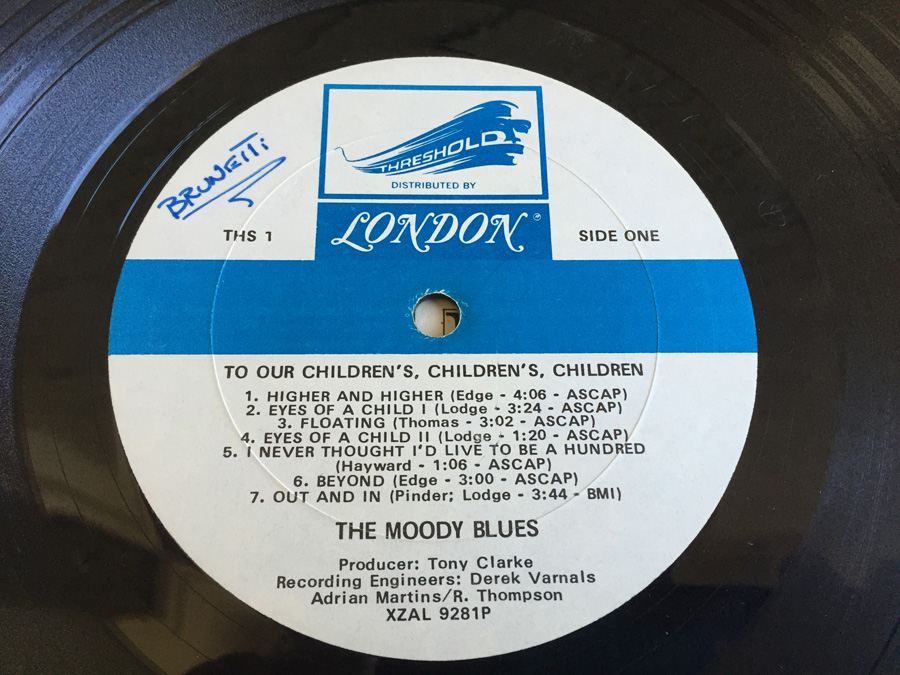 THRESHOLD
DISTRIBUTED BY
BRUNETTi
THS 1
LONDON
SIDE ONE
TO OUR CHILDREN'S, CHILDREN'S, CHILDREN
1. HIGHER AND HIGHER (Edge - 4:06 - ASCAP)
2. EYES OF A CHILD I (Lodge - 3:24 - ASCAP)
3. FLOATING (Thomas - 3:02 - ASCAP)
4. EYES OF A CHILD II (Lodge - 1:20 - ASCAP)
5. I NEVER THOUGHT I'D LIVE TO BE A HUNDRED
(Hayward - 1:06 - ASCAP)
6. BEYOND (Edge - 3:00 - ASCAP)
7. OUT AND IN (Pinder; Lodge - 3:44 - BMI)
THE MOODY BLUES
Producer: Tony Clarke
Recording Engineers: Derek Varnals
Adrian Martins/R. Thompson
XZAL 9281P